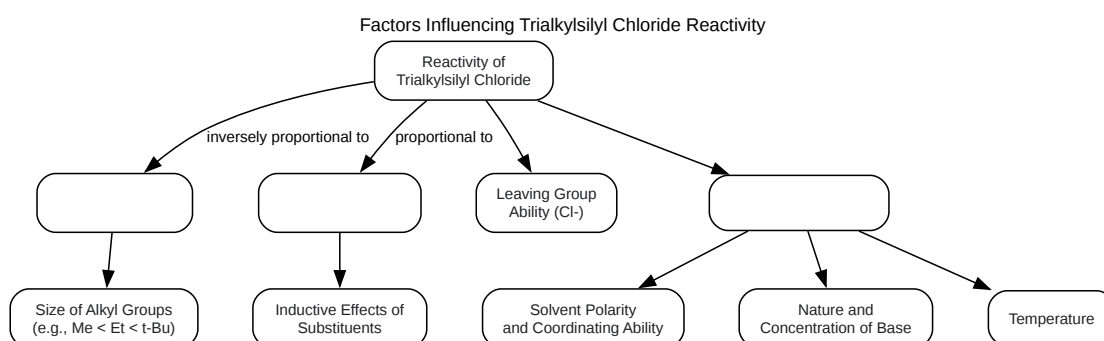 Factors Influencing Trialkylsilyl Chloride Reactivity
Reactivity of
Trialkylsilyl Chloride
inversely proportional to
proportional to
Leaving Group
Ability (Cl-)
Size of Alkyl Groups
(e.g., Me < Et < t-Bu)
Inductive Effects of
Substituents
Solvent Polarity
and Coordinating Ability
Nature and
Concentration of Base
Temperature